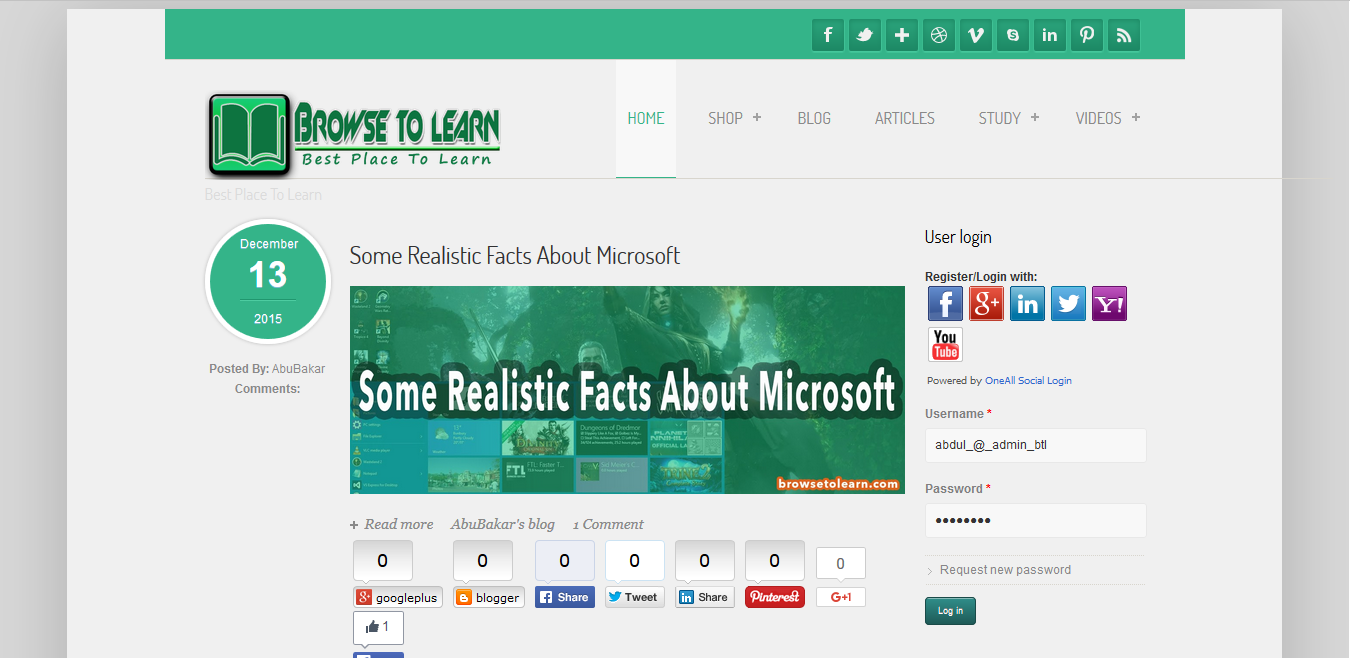 BROWSE TO LEARN
Best Place To Learn
HOME SHOP + BLOG ARTICLES STUDY + VIDEOS +
Best Place To Learn
December
13
2015
Posted By: AbuBakar
Comments:
Some Realistic Facts About Microsoft
Some Realistic Facts About Microsoft
browsetolearn.com
+ Read more AbuBakar's blog 1 Comment
0 0 0 0 0 0 0
googleplus blogger Share Tweet Share Pinterest G+1
1
User login
Register/Login with:
f g+ in Y!
You
Tube
Powered by OneAll Social Login
Username *
abdul_@_admin_btl
Password *
••••••••
Request new password
Log in